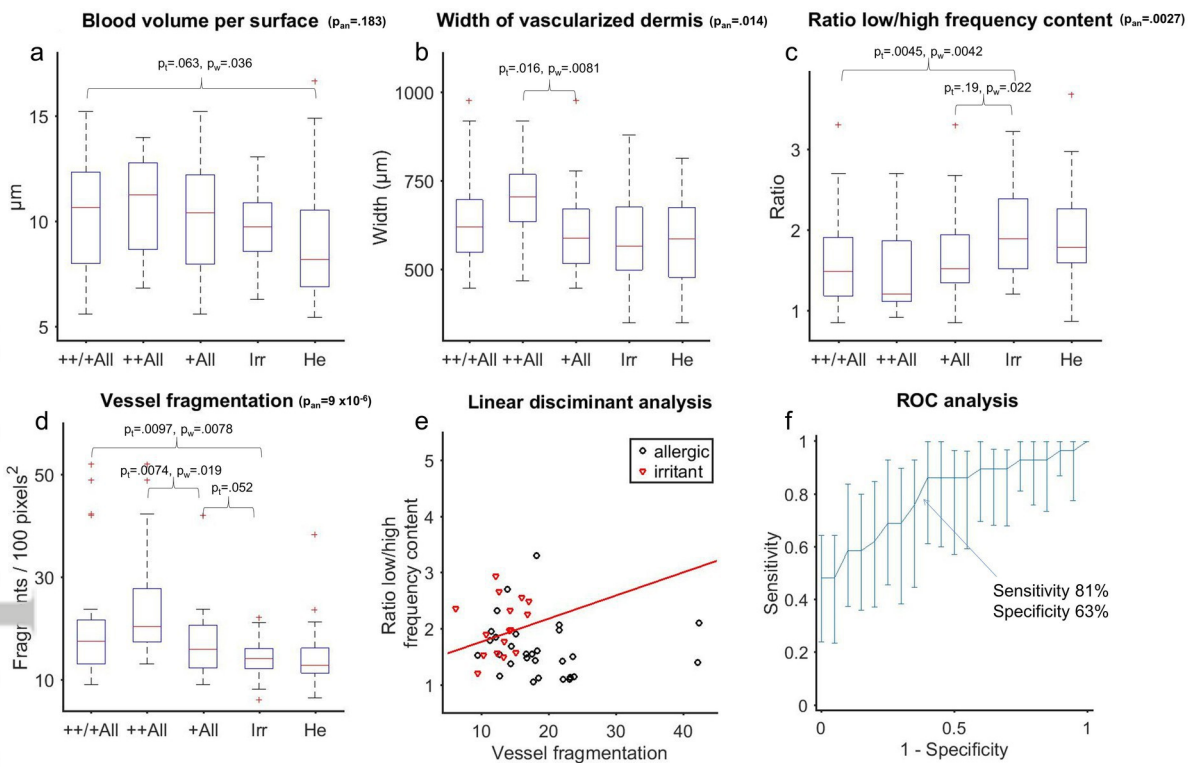 Blood volume per surface (pan=.183)
a
pt=.063, pw=.036
15
10
5
µm
++/+All ++All +All Irr He
Width of vascularized dermis (pan=.014)
b
pt=.016, pw=.0081
1000
750
500
Width (µm)
++/+All ++All +All Irr He
Ratio low/high frequency content (pan=.0027)
c
pt=.0045, pw=.0042
pt=.19, pw=.022
3
2
1
Ratio
++/+All ++All +All Irr He
Vessel fragmentation (pan=9 x10-6)
d
pt=.0097, pw=.0078
pt=.0074, pw=.019
pt=.052
50
30
10
/ 100 pixels2
++/+All ++All +All Irr He
Linear disciminant analysis
e
allergic
irritant
5
4
3
2
1
Ratio low/high
frequency content
10 20 30 40
Vessel fragmentation
ROC analysis
f
1
0.8
0.6
0.4
0.2
0
Sensitivity
Sensitivity 81%
Specificity 63%
0 0.5 1
1 - Specificity